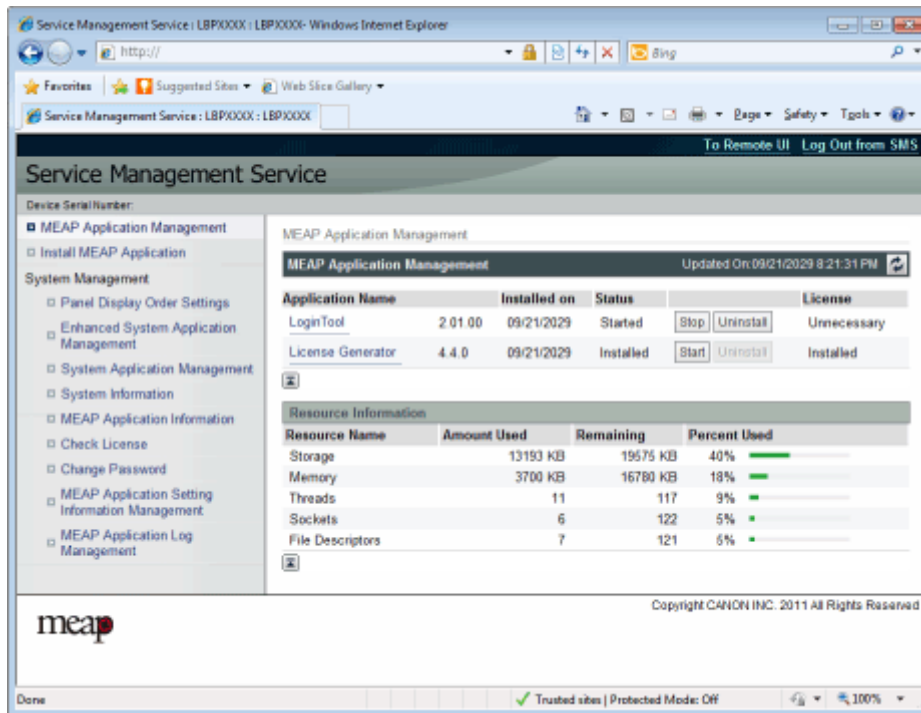 Service Management Service : LBPXXXX : LBPXXXX- Windows Internet Explorer
http://
Bing
Favorites Suggested Sites Web Slice Gallery
Service Management Service : LBPXXXX : LBPXXXX
Page Safety Tools
To Remote UI Log Out from SMS
Service Management Service
Device Serial Number:
MEAP Application Management
Install MEAP Application
System Management
Panel Display Order Settings
Enhanced System Application
Management
System Application Management
System Information
MEAP Application Information
Check License
Change Password
MEAP Application Setting
Information Management
MEAP Application Log
Management
MEAP Application Management
MEAP Application Management Updated On:09/21/2029 8:21:31 PM
Application Name Installed on Status License
LoginTool 2.01.00 09/21/2029 Started Stop Uninstall Unnecessary
License Generator 4.4.0 09/21/2029 Installed Start Uninstall Installed
Resource Information
Resource Name Amount Used Remaining Percent Used
Storage 13193 KB 19575 KB 40%
Memory 3700 KB 16780 KB 18%
Threads 11 117 9%
Sockets 6 122 5%
File Descriptors 7 121 6%
Copyright CANON INC. 2011 All Rights Reserved
meap
Done Trusted sites | Protected Mode: Off 100%